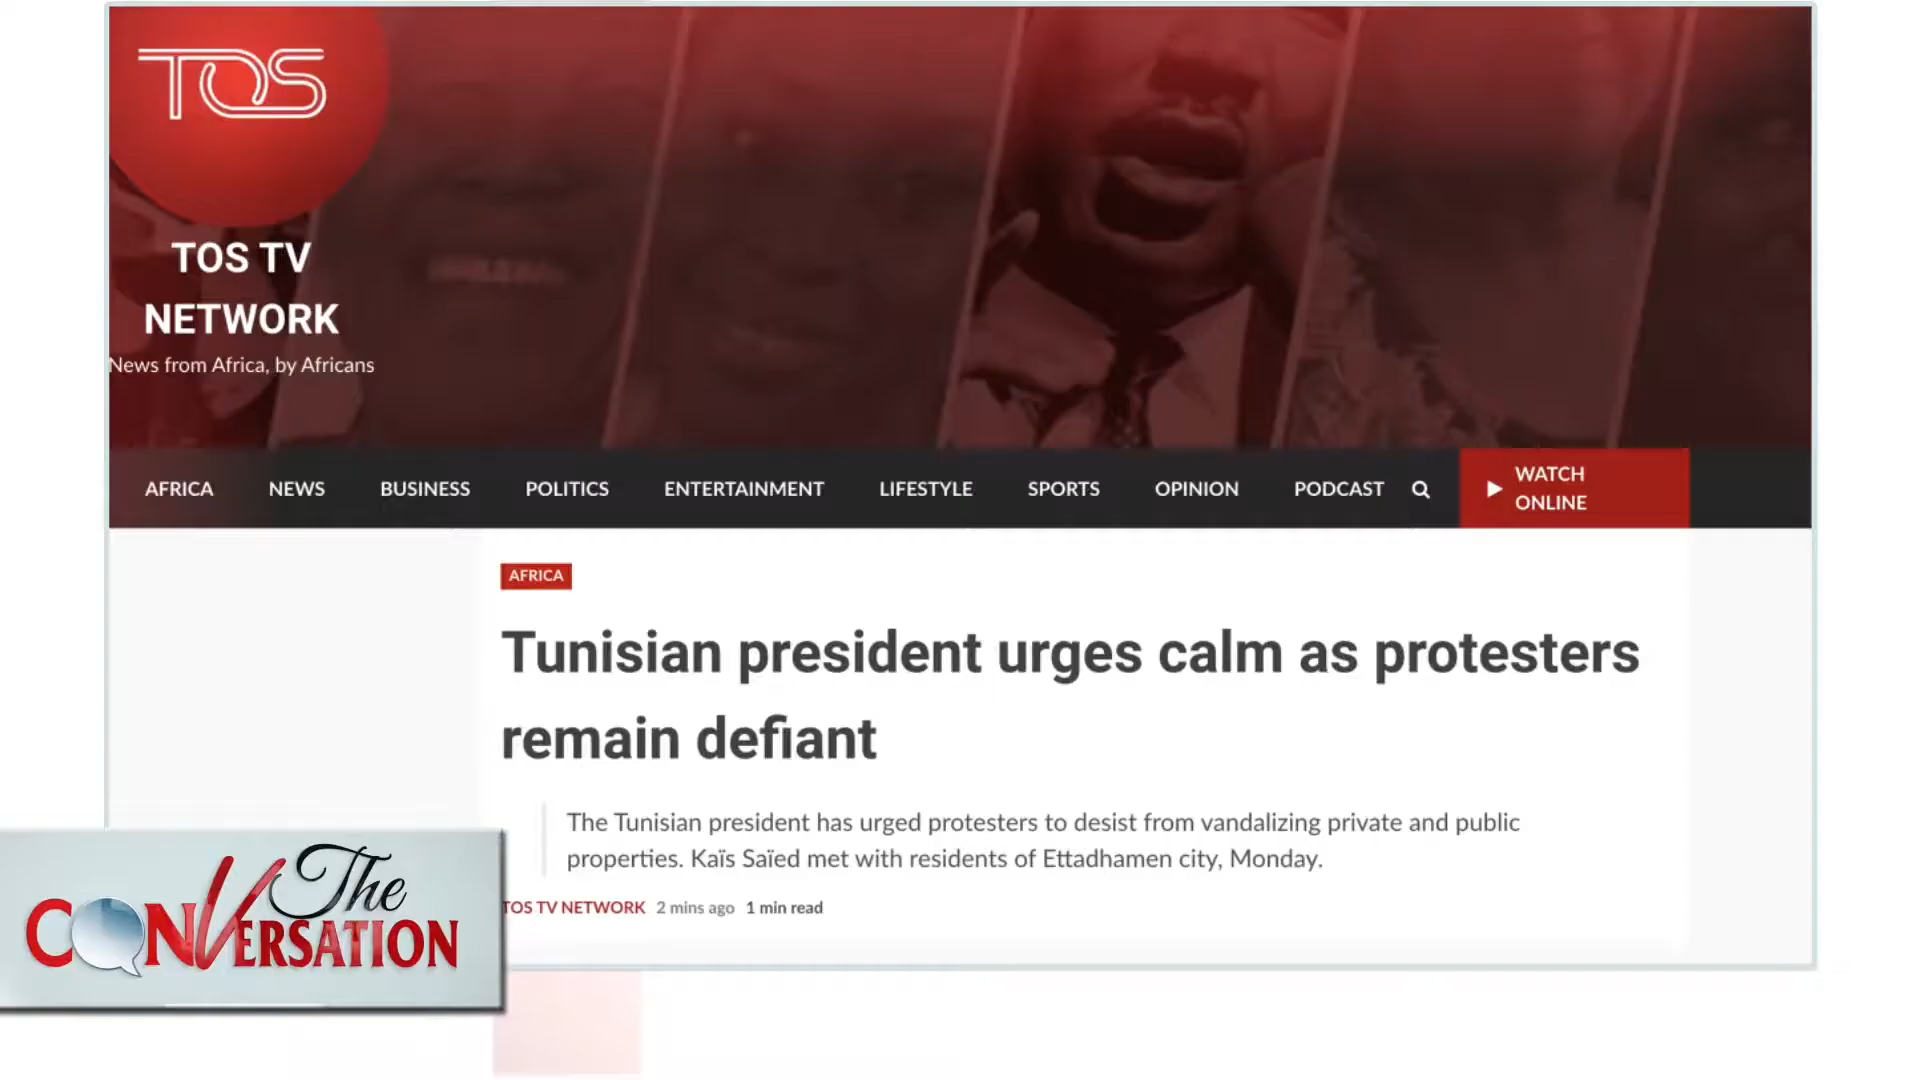 TOS
TOS TV
NETWORK
News from Africa, by Africans
AFRICA NEWS BUSINESS POLITICS ENTERTAINMENT LIFESTYLE SPORTS OPINION PODCAST WATCH
ONLINE
AFRICA
Tunisian president urges calm as protesters
remain defiant
The Tunisian president has urged protesters to desist from vandalizing private and public
properties. Kaïs Saïed met with residents of Ettadhamen city, Monday.
TOS TV NETWORK 2 mins ago 1 min read
The
CONVERSATION